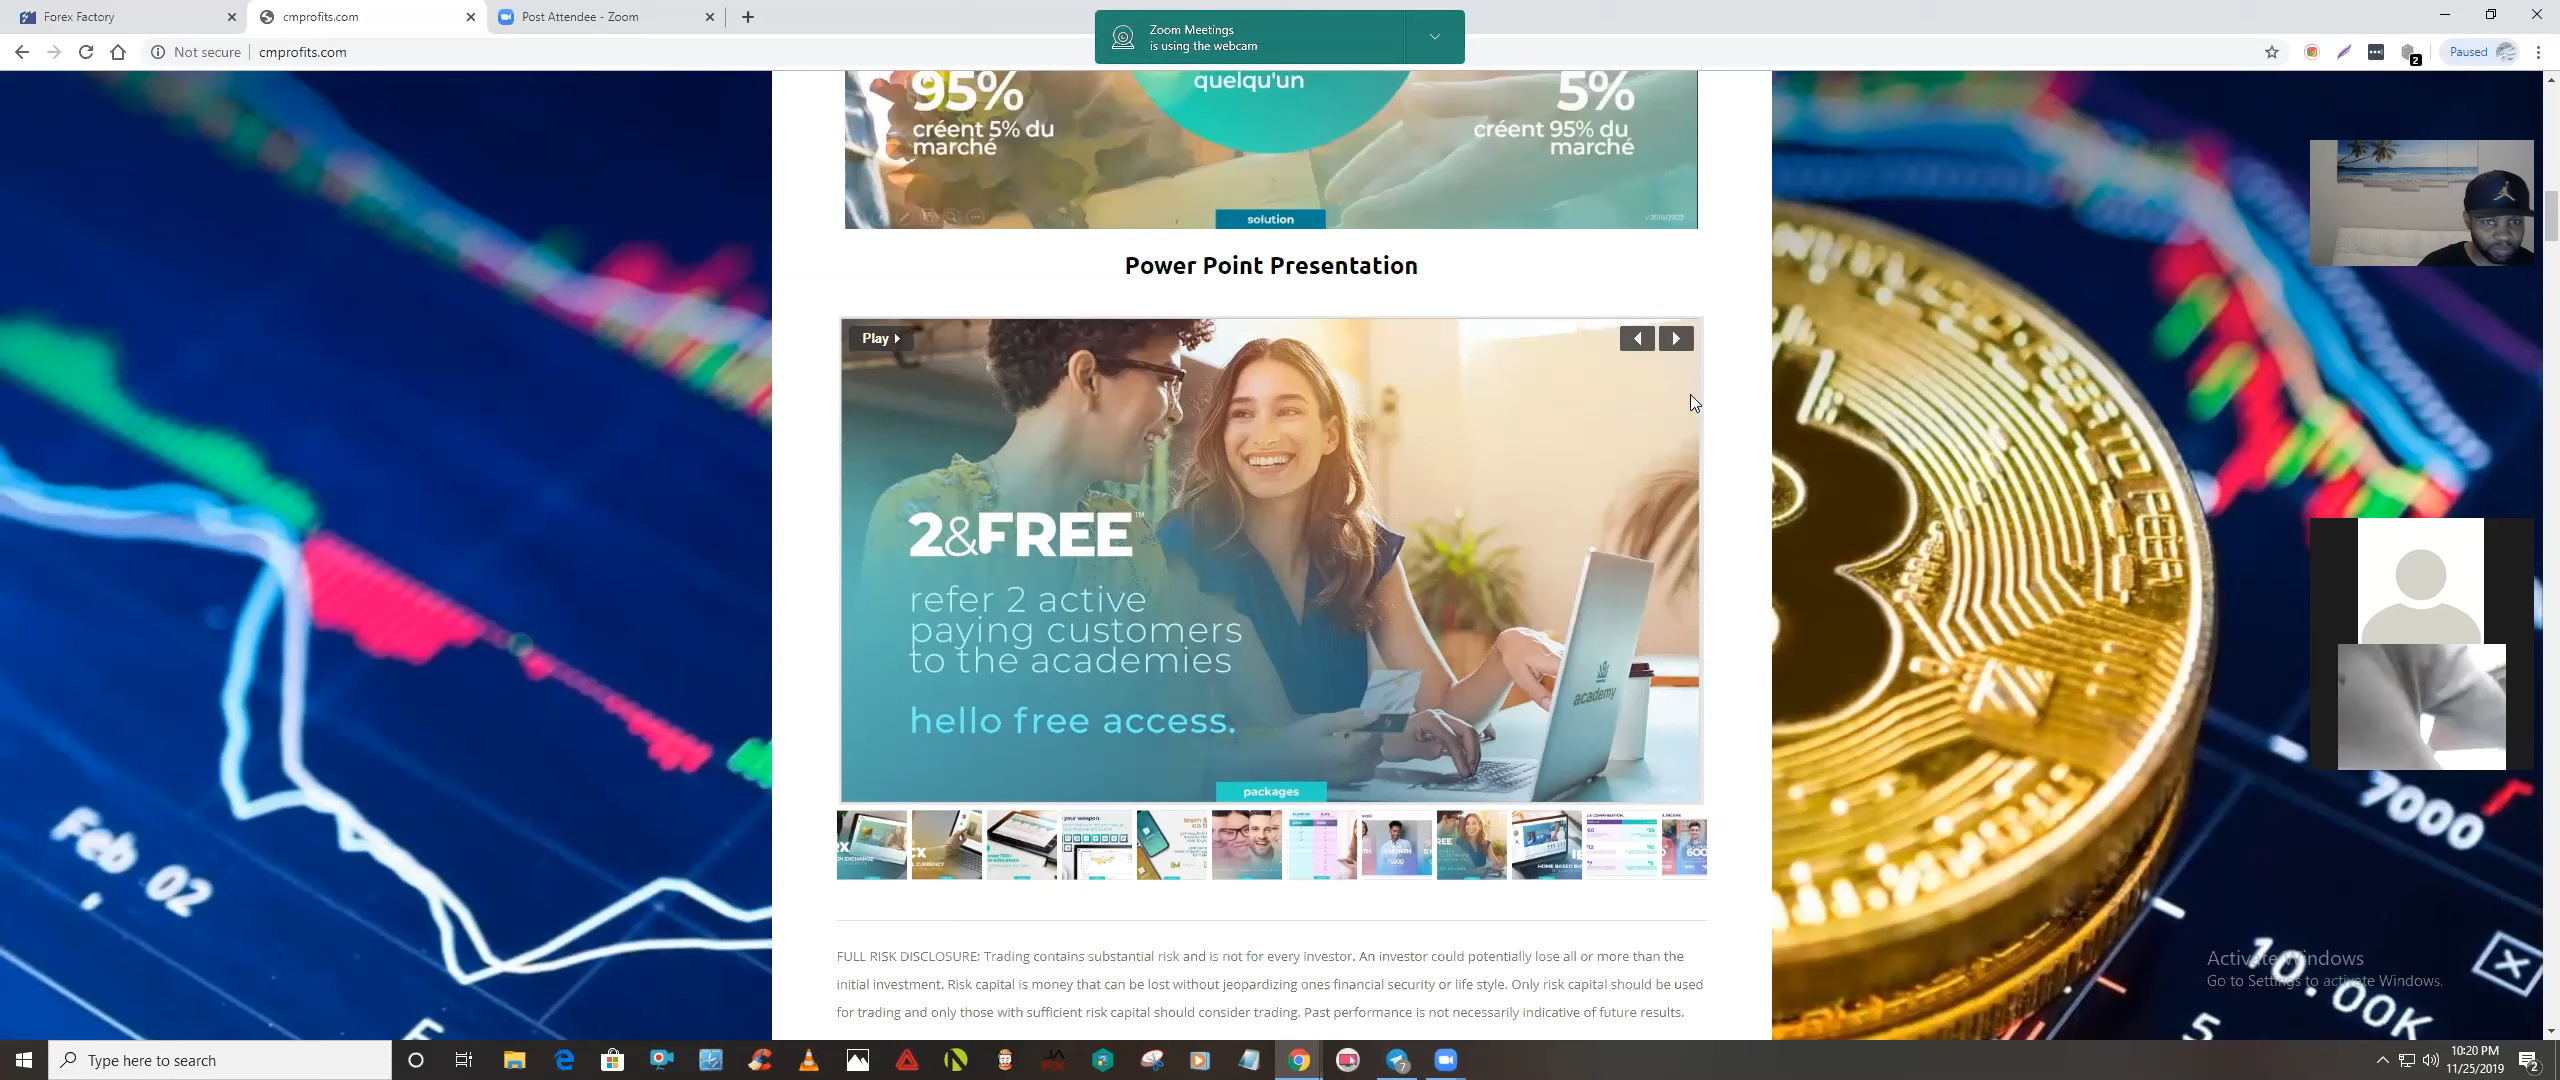 Forex Factory
cmprofits.com
Post Attendee - Zoom
Zoom Meetings
is using the webcam
Not secure
cmprofits.com
Paused
2
95%
créent 5% du
marché
quelqu'un
5%
créent 95% du
marché
solution
Power Point Presentation
Play
2&FREE™
refer 2 active
paying customers
to the academies
hello free access.
academy
packages
FULL RISK DISCLOSURE: Trading contains substantial risk and is not for every investor. An investor could potentially lose all or more than the
initial investment. Risk capital is money that can be lost without jeopardizing ones financial security or life style. Only risk capital should be used
for trading and only those with sufficient risk capital should consider trading. Past performance is not necessarily indicative of future results.
Feb 02
7000
10.00K
Activate Windows
Go to Settings to activate Windows.
Type here to search
7
10:20 PM
11/25/2019
2